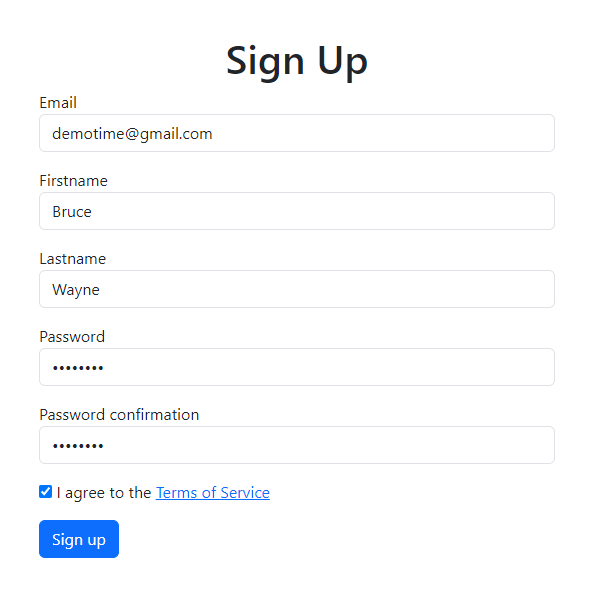 Sign Up
Email
demotime@gmail.com
Firstname
Bruce
Lastname
Wayne
Password
••••••••
Password confirmation
••••••••
I agree to the Terms of Service
Sign up